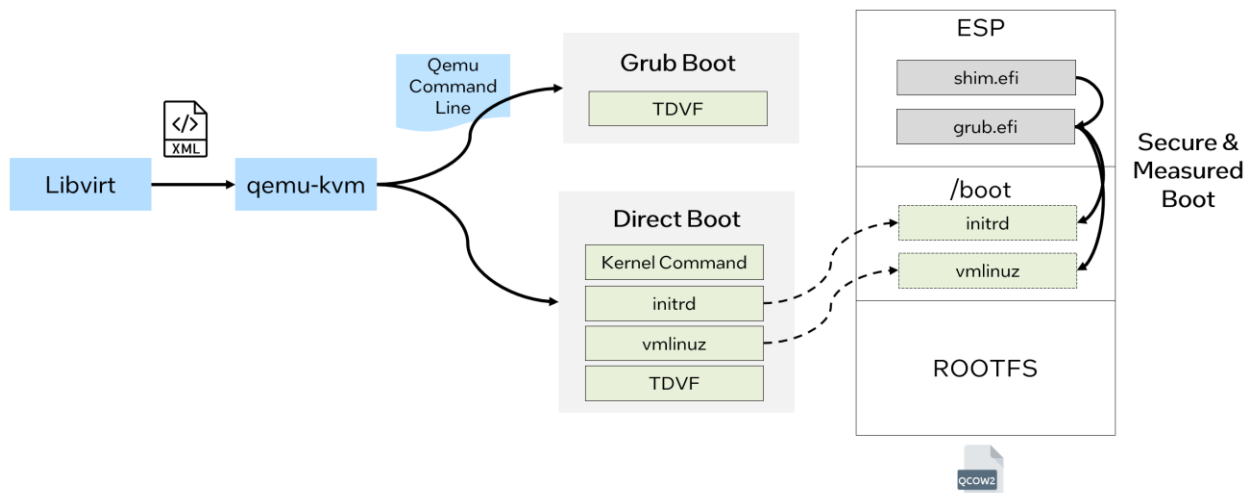 Libvirt
</>
XML
qemu-kvm
Qemu
Command
Line
Grub Boot
TDVF
Direct Boot
Kernel Command
initrd
vmlinuz
TDVF
ESP
shim.efi
grub.efi
/boot
initrd
vmlinuz
ROOTFS
QCOW2
Secure &
Measured
Boot